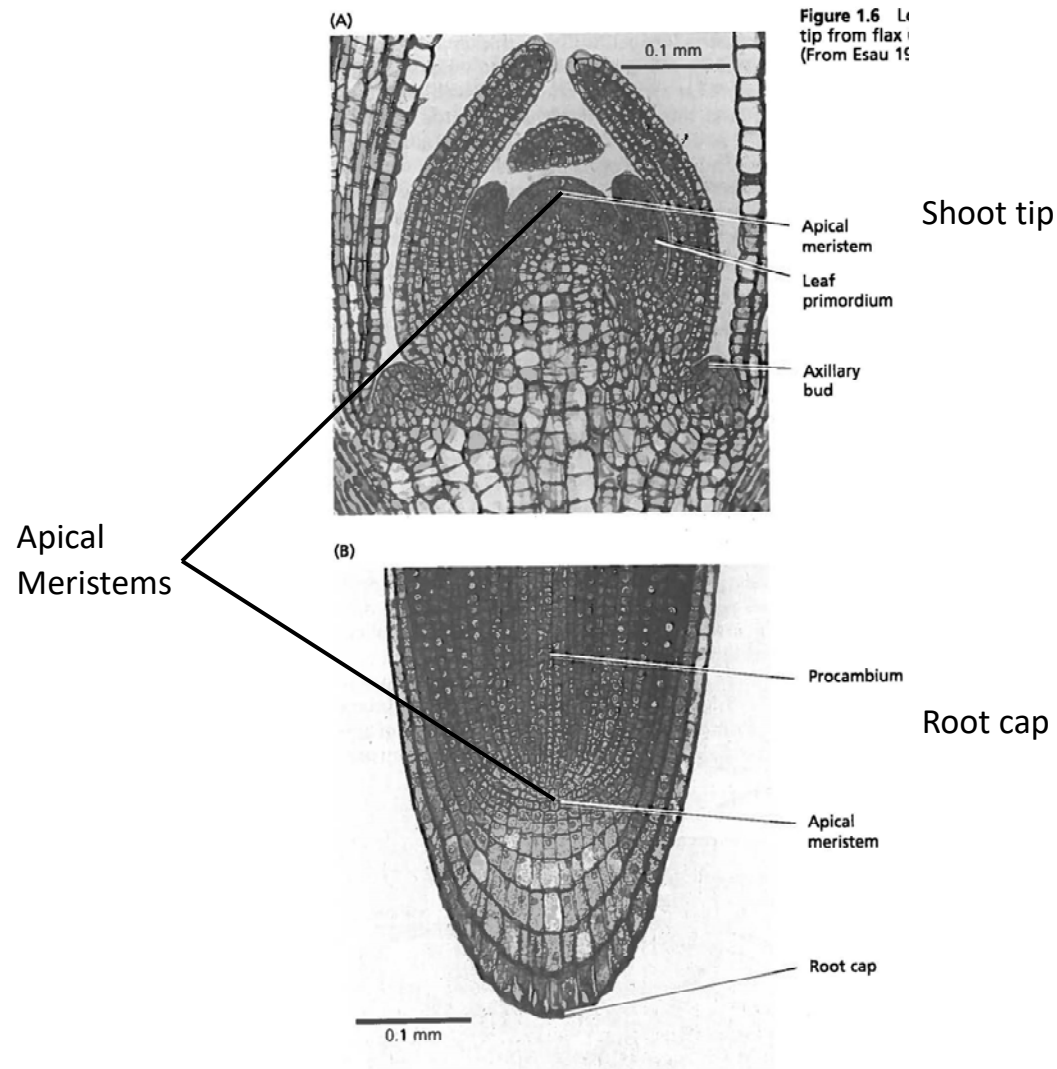 (A)
Figure 1.6
tip from flax
(From Esau 19
0.1 mm
Apical
meristem
Leaf
primordium
Axillary
bud
Shoot tip
Apical
Meristems
(B)
Procambium
Root cap
Apical
meristem
Root cap
0.1 mm